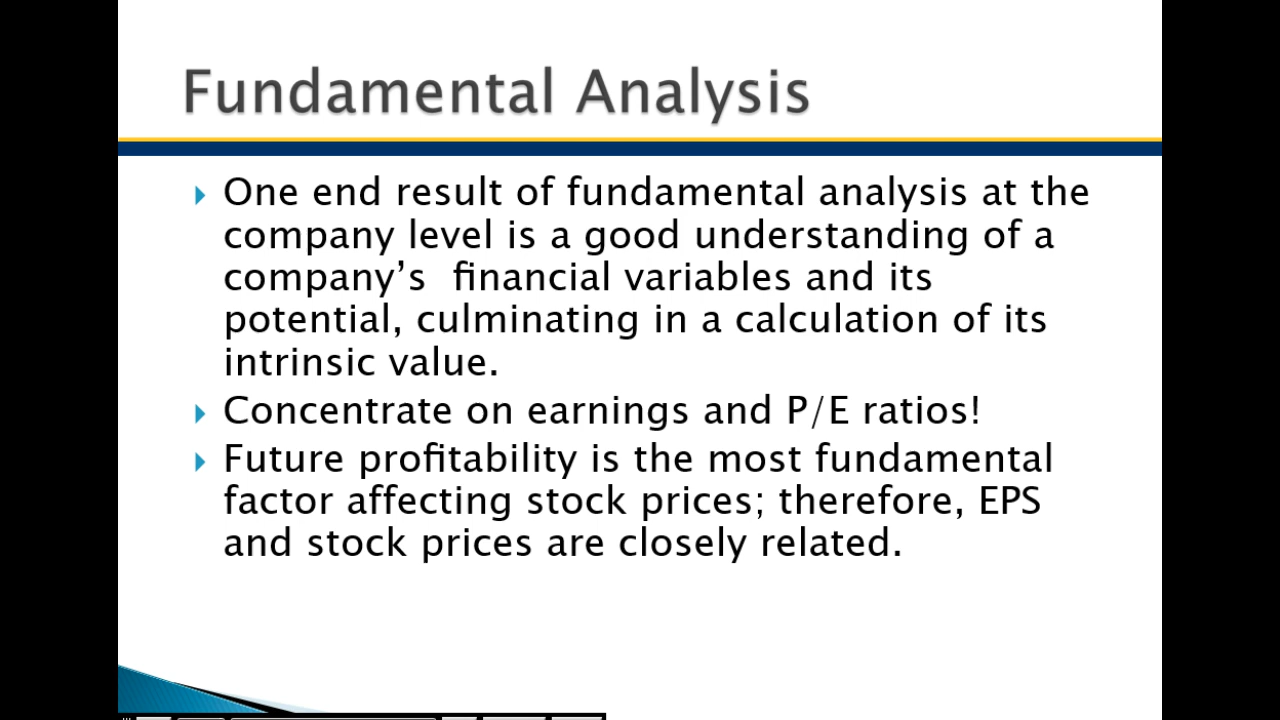 Fundamental Analysis
One end result of fundamental analysis at the
company level is a good understanding of a
company’s  financial variables and its
potential, culminating in a calculation of its
intrinsic value.
Concentrate on earnings and P/E ratios!
Future profitability is the most fundamental
factor affecting stock prices; therefore, EPS
and stock prices are closely related.